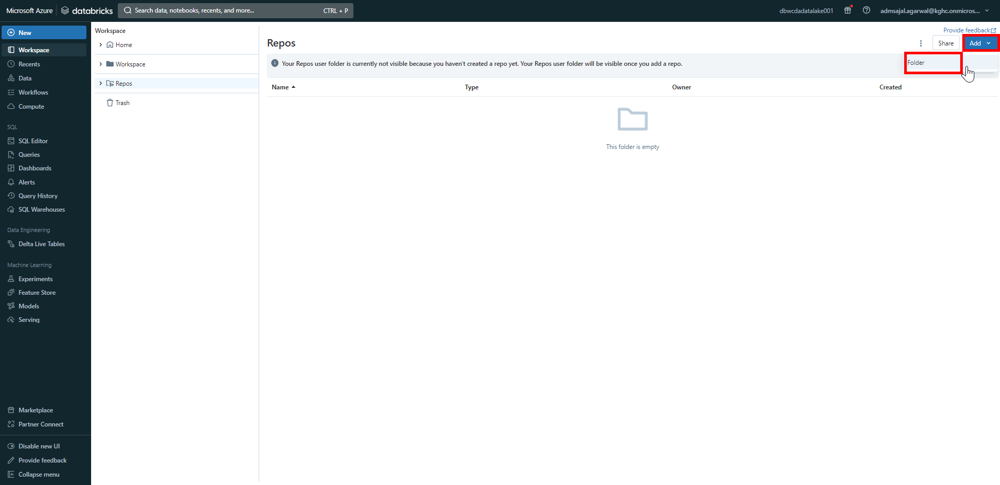 Microsoft Azure databricks Search data, notebooks, recents, and more... CTRL + P dbwcdadatalake001 admsajal.agarwal@kghc.onmicros...
New
Workspace
Recents
Data
Workflows
Compute
SQL
SQL Editor
Queries
Dashboards
Alerts
Query History
SQL Warehouses
Data Engineering
Delta Live Tables
Machine Learning
Experiments
Feature Store
Models
Serving
Marketplace
Partner Connect
Disable new UI
Provide feedback
Collapse menu
Workspace
Home
Workspace
Repos
Trash
Provide feedback
Repos Share Add
Folder
Your Repos user folder is currently not visible because you haven't created a repo yet. Your Repos user folder will be visible once you add a repo.
Name Type Owner Created
This folder is empty